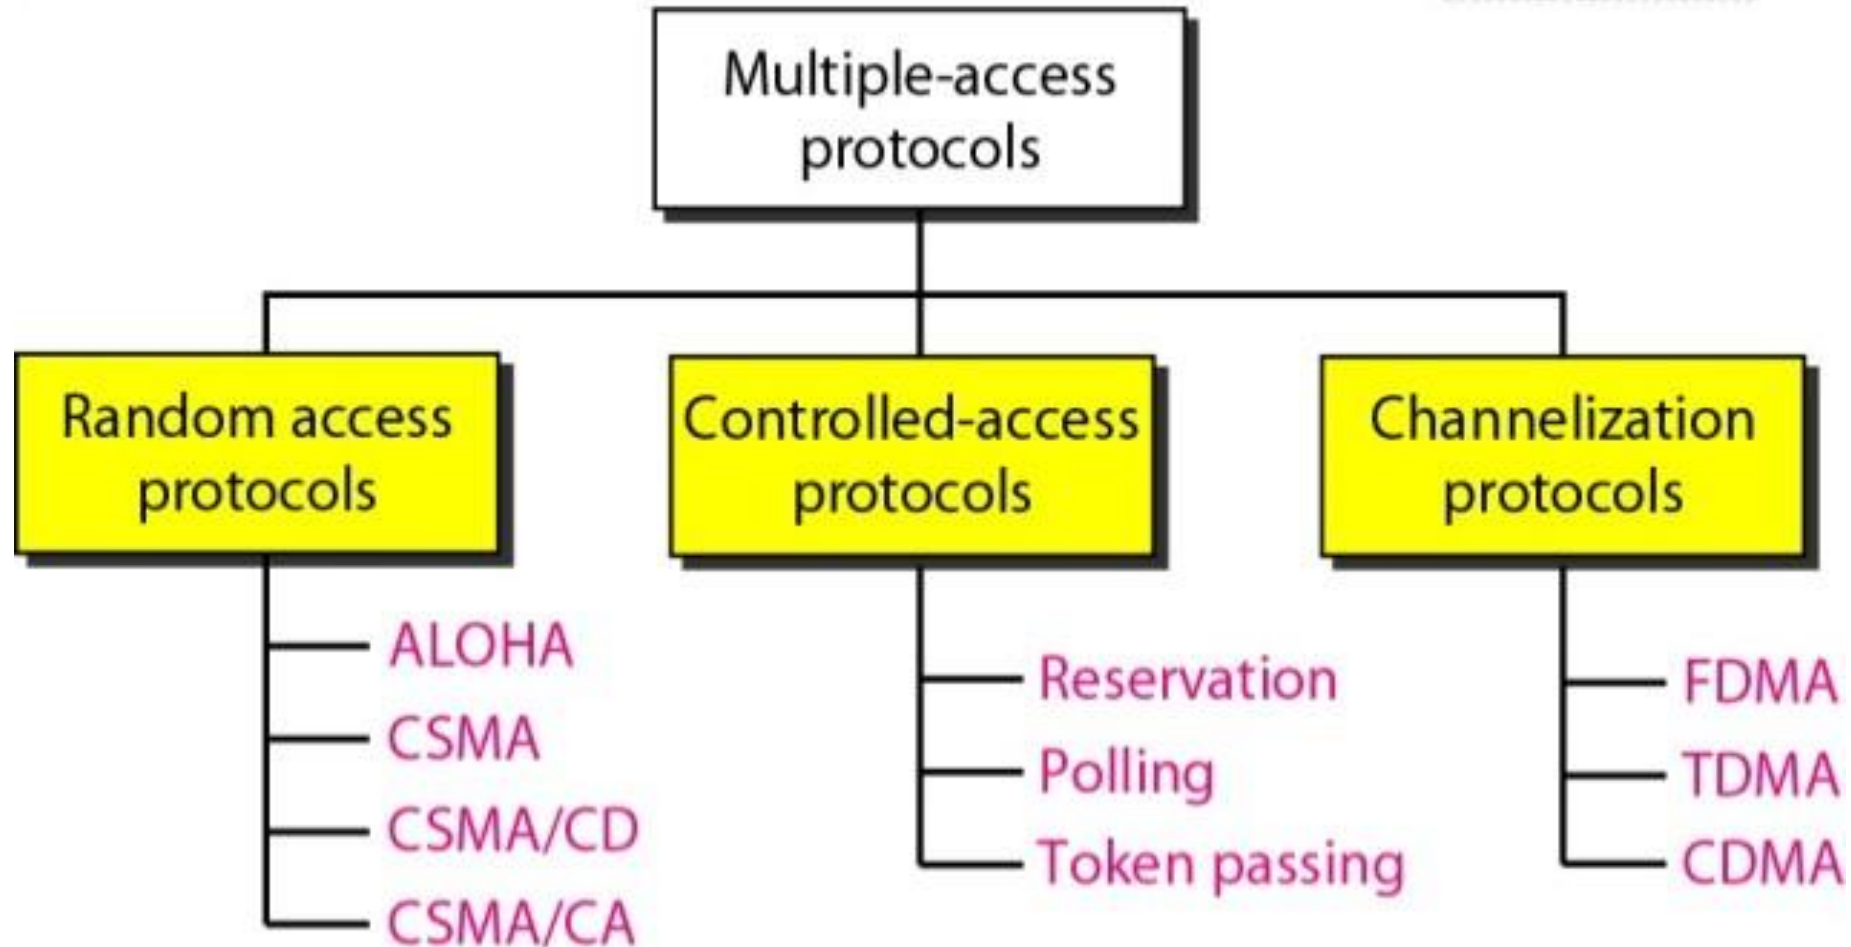 Multiple-access
protocols
Random access
protocols
ALOHA
CSMA
CSMA/CD
CSMA/CA
Controlled-access
protocols
Reservation
Polling
Token passing
Channelization
protocols
FDMA
TDMA
CDMA